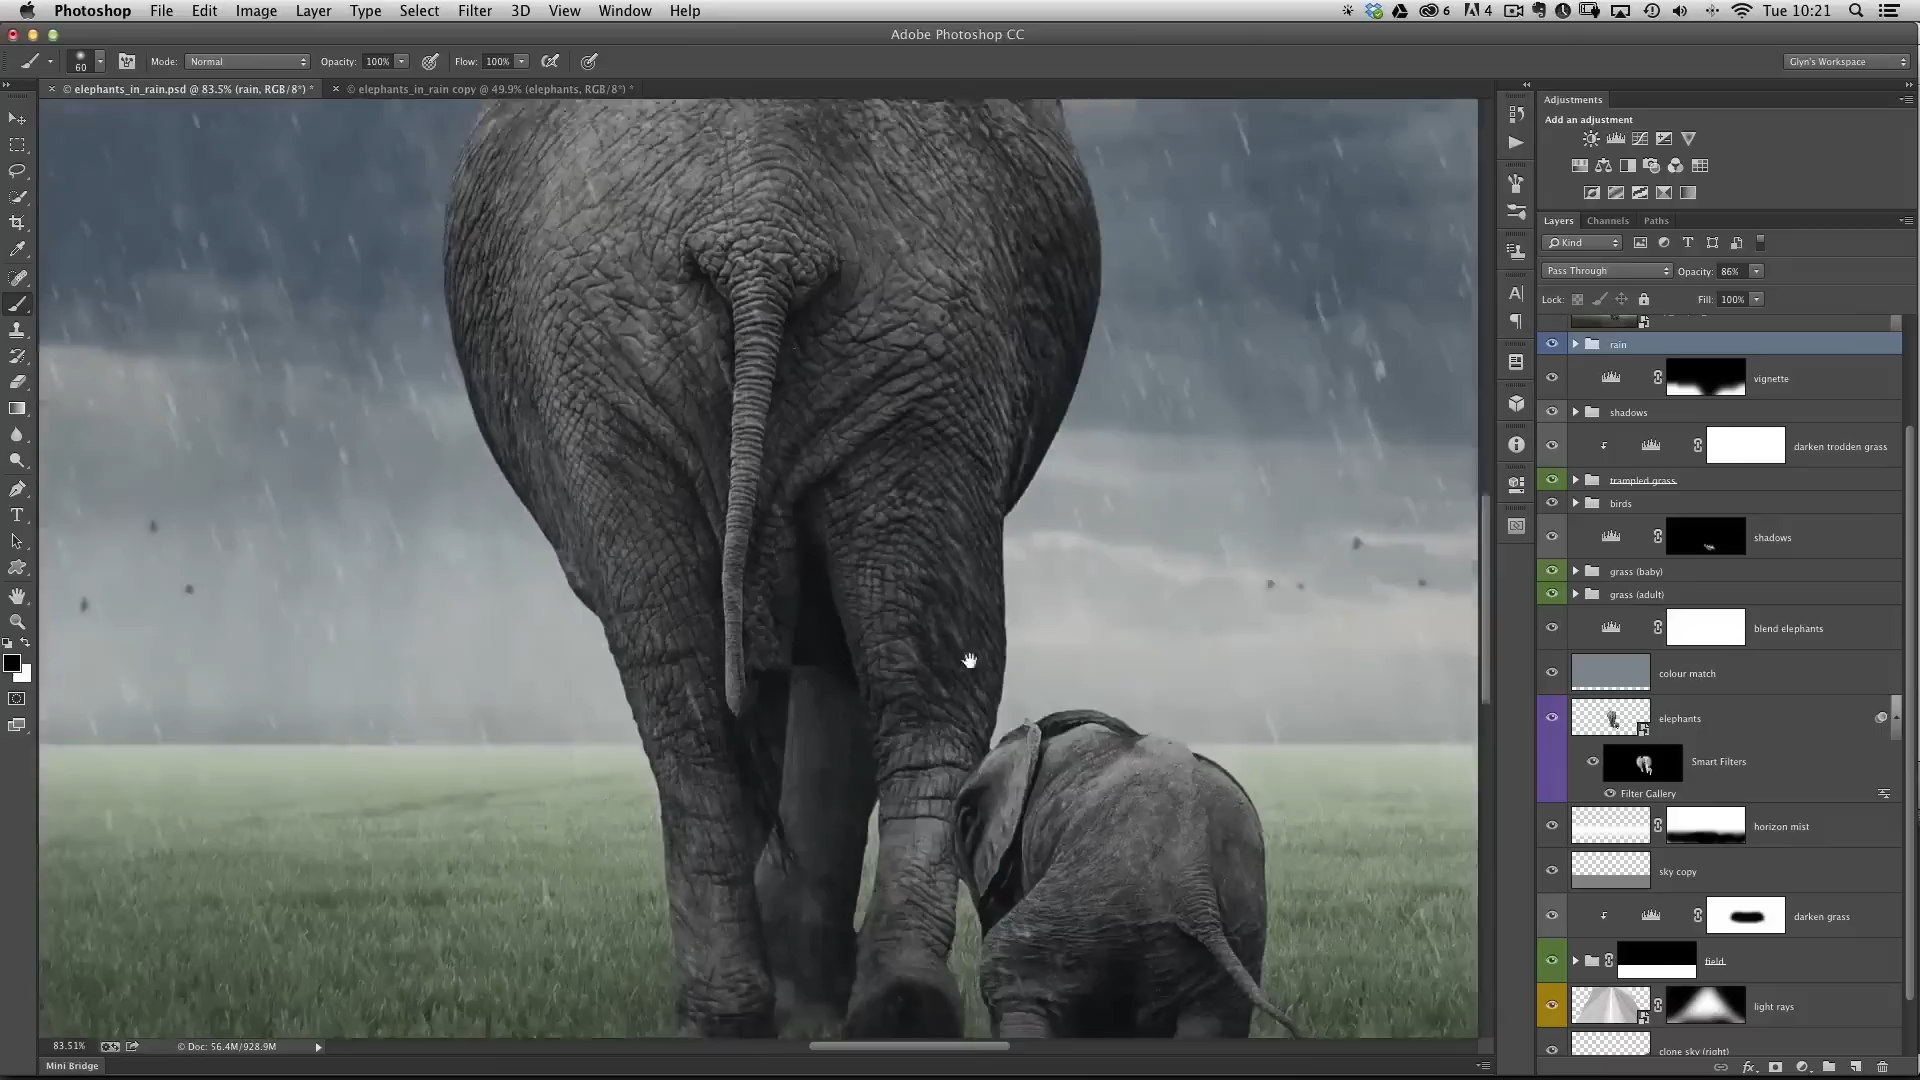 Photoshop File Edit Image Layer Type Select Filter 3D View Window Help 6 4 Tue 10:21
Adobe Photoshop CC
60 Mode: Normal Opacity: 100% Flow: 100% Glyn's Workspace
© elephants_in_rain.psd @ 83.5% (rain, RGB/8*) * © elephants_in_rain copy @ 49.9% (elephants, RGB/8*) *
Adjustments
Add an adjustment
Layers Channels Paths
Kind
Pass Through Opacity: 86%
Lock: Fill: 100%
rain
vignette
shadows
darken trodden grass
trampled grass
birds
shadows
grass (baby)
grass (adult)
blend elephants
colour match
elephants
Smart Filters
Filter Gallery
horizon mist
sky copy
darken grass
field
light rays
clone sky (right)
83.51% © Doc: 56.4M/928.9M
Mini Bridge